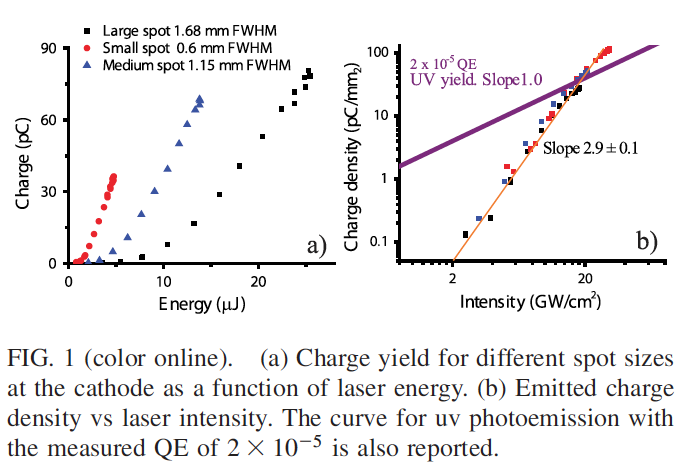 Large spot 1.68 mm FWHM
Small spot 0.6 mm FWHM
Medium spot 1.15 mm FWHM
90
60
30
0
Charge (pC)
0
10
20
Energy (μJ)
a)
100
10
1
0.1
Charge density (pC/mm₂)
2 x 10⁻⁵ QE
UV yield. Slope1.0
Slope 2.9 ± 0.1
2
20
Intensity (GW/cm²)
b)
FIG. 1 (color online). (a) Charge yield for different spot sizes
at the cathode as a function of laser energy. (b) Emitted charge
density vs laser intensity. The curve for uv photoemission with
the measured QE of 2 × 10⁻⁵ is also reported.